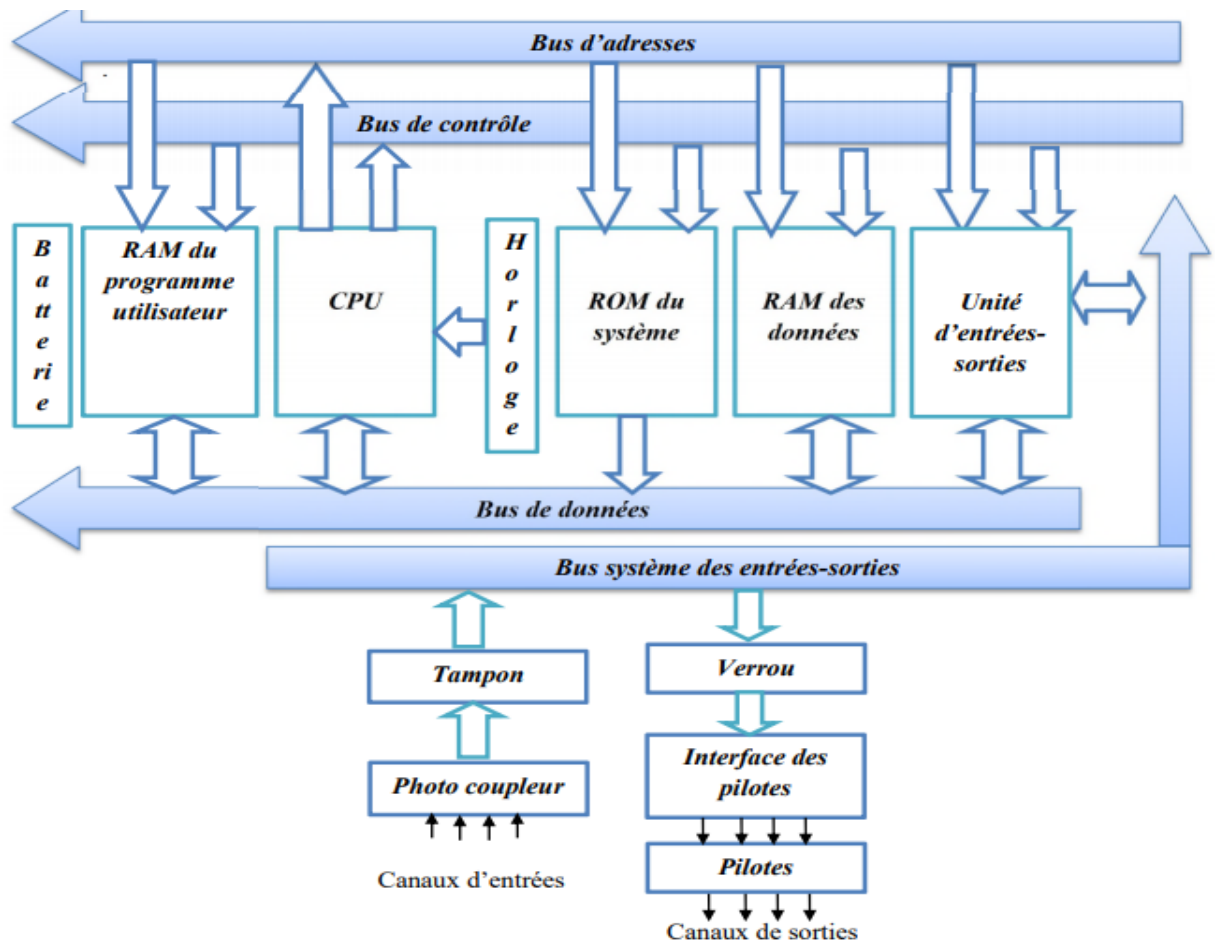 Bus d'adresses
Bus de contrôle
B
a
tt
e
ri
e
RAM du
programme
utilisateur
CPU
H
o
r
l
o
g
e
ROM du
système
RAM des
données
Unité
d'entrées-
sorties
Bus de données
Bus système des entrées-sorties
Tampon
Verrou
Photo coupleur
Interface des
pilotes
Canaux d'entrées
Pilotes
Canaux de sorties